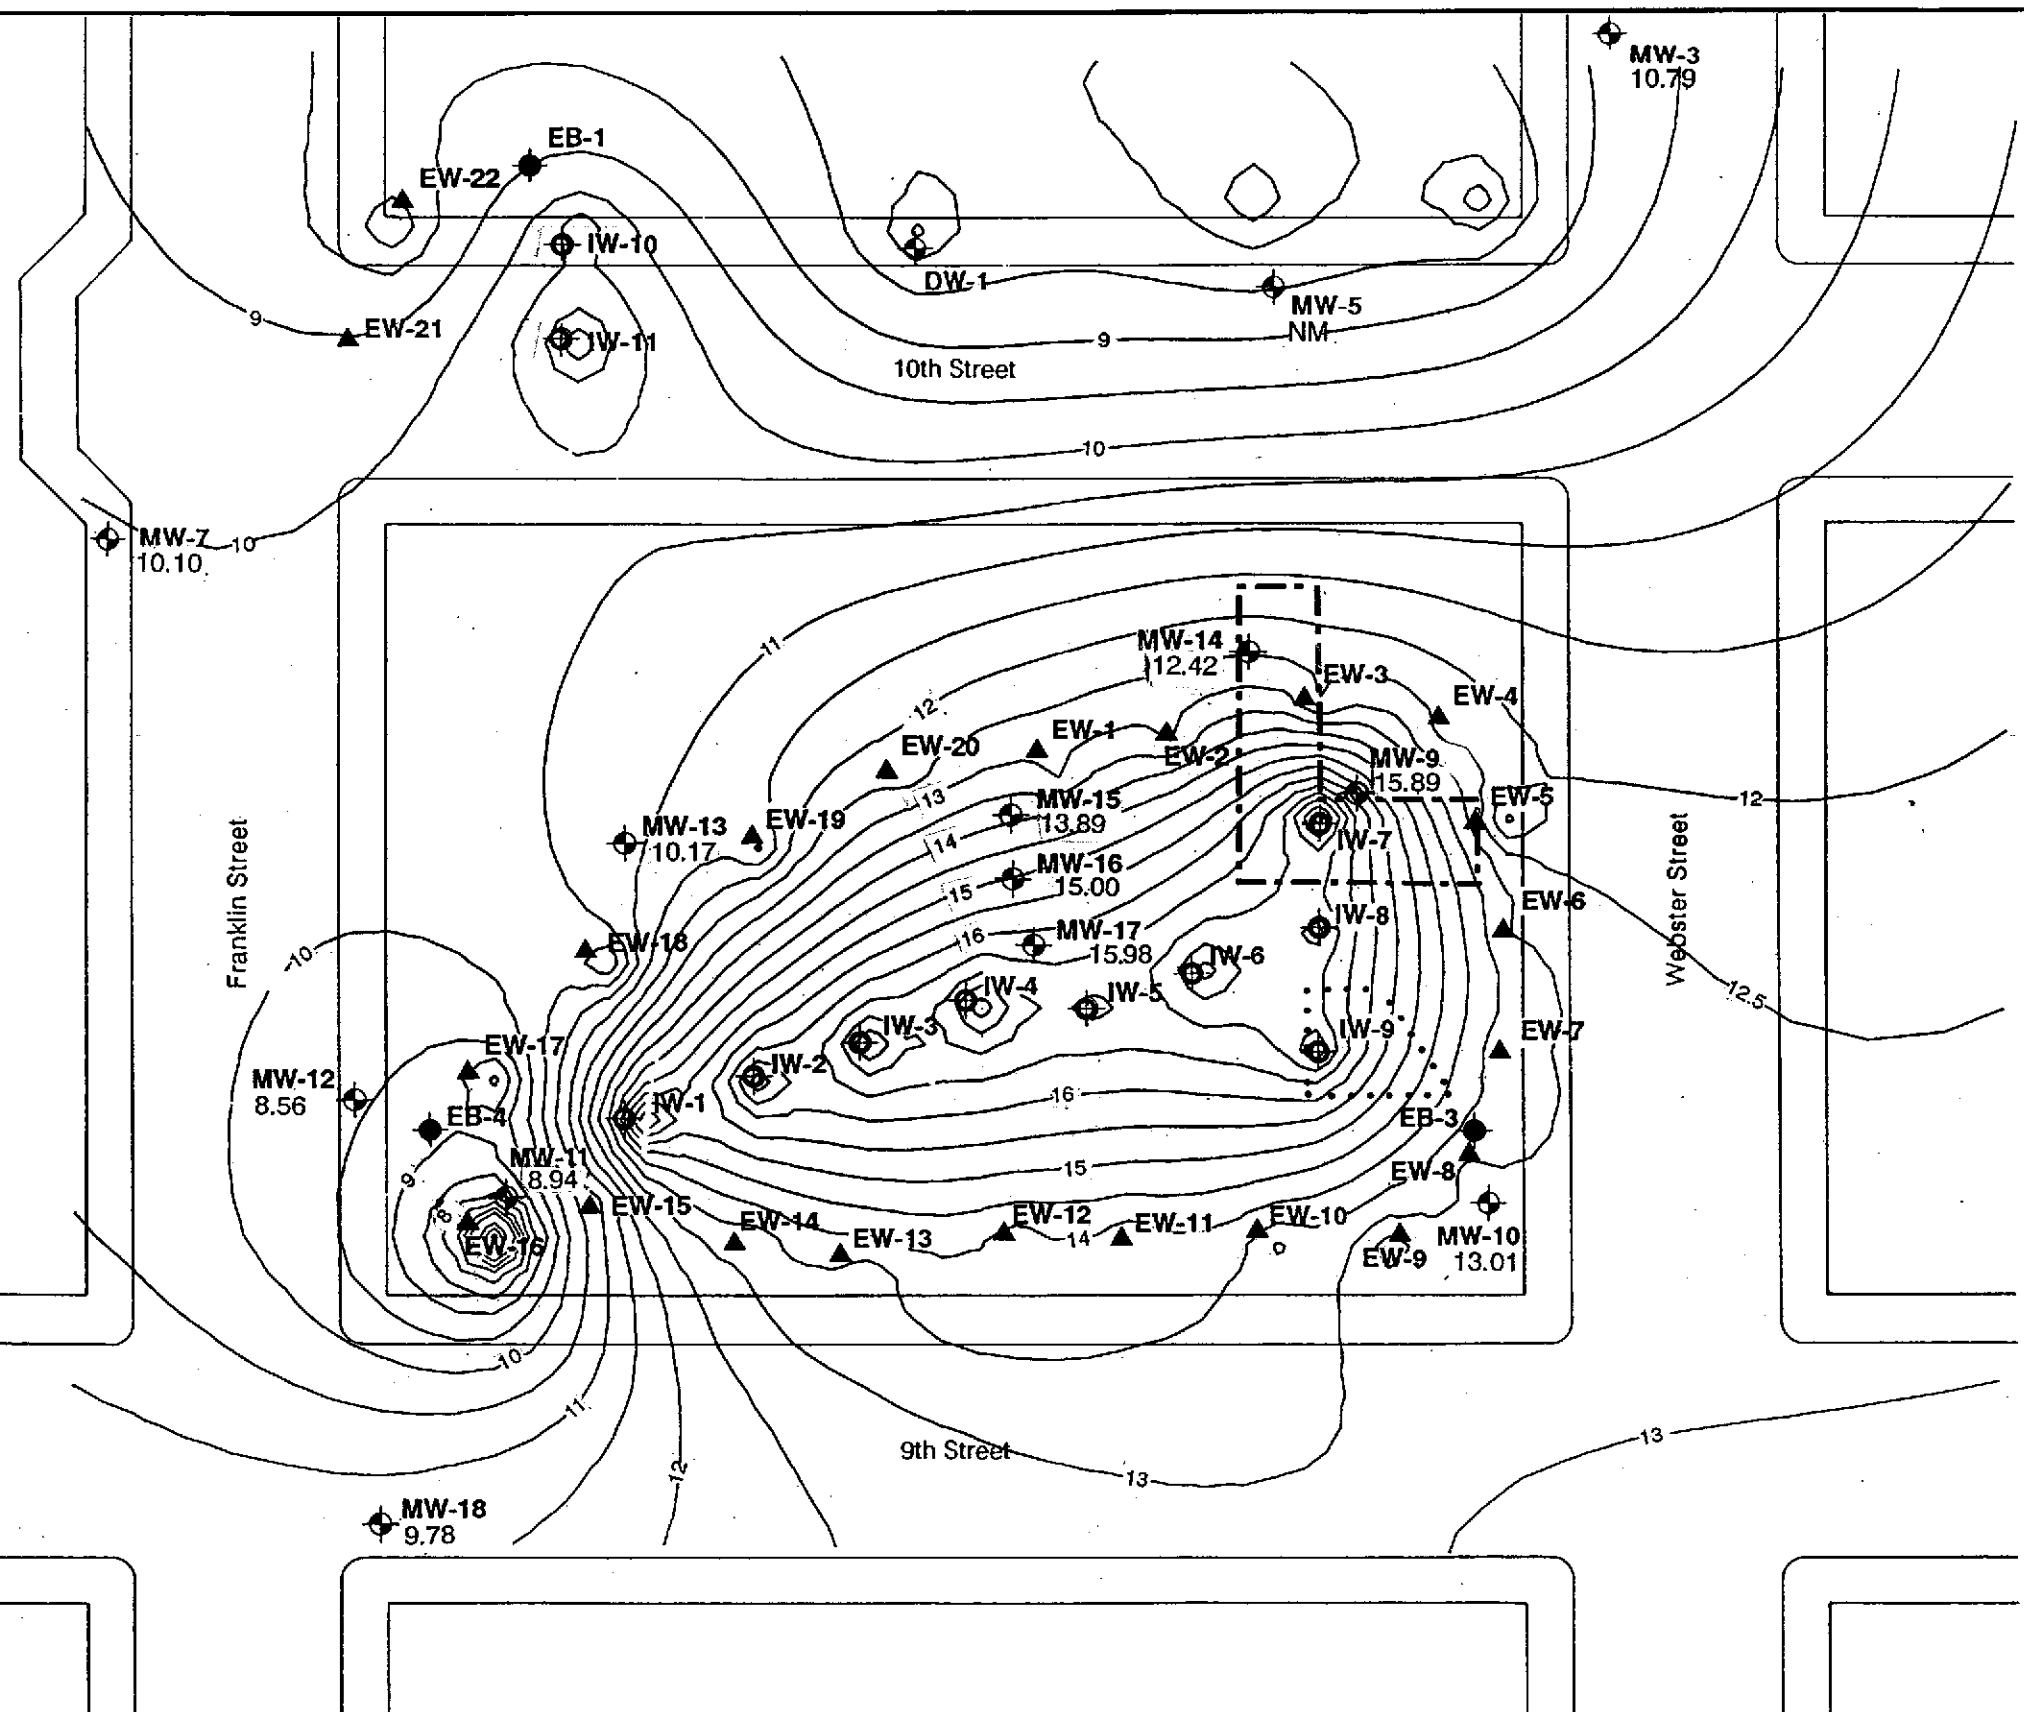 MW-3
10.79
EB-1
EW-22
IW-10
DW-1
MW-5
NM
9
EW-21
IW-11
9
10th Street
10
MW-7
10.10
10
11
MW-14
12.42
EW-3
EW-4
12
EW-1
EW-20
EW-2
MW-9
15.89
13
MW-15
13.89
EW-5
12
MW-13
10.17
EW-19
14
IW-7
MW-16
15.00
15
Franklin Street
Webster Street
EW-6
IW-8
EW-18
16
MW-17
15.98
IW-6
10
IW-4
IW-5
12.5
IW-3
IW-9
EW-7
EW-17
IW-2
MW-12
8.56
16
IW-1
EB-4
EB-3
MW-11
8.94
9
15
EW-8
8
EW-15
EW-14
EW-12
EW-11
EW-10
EW-16
EW-13
14
MW-10
13.01
EW-9
10
11
9th Street
13
12
13
MW-18
9.78